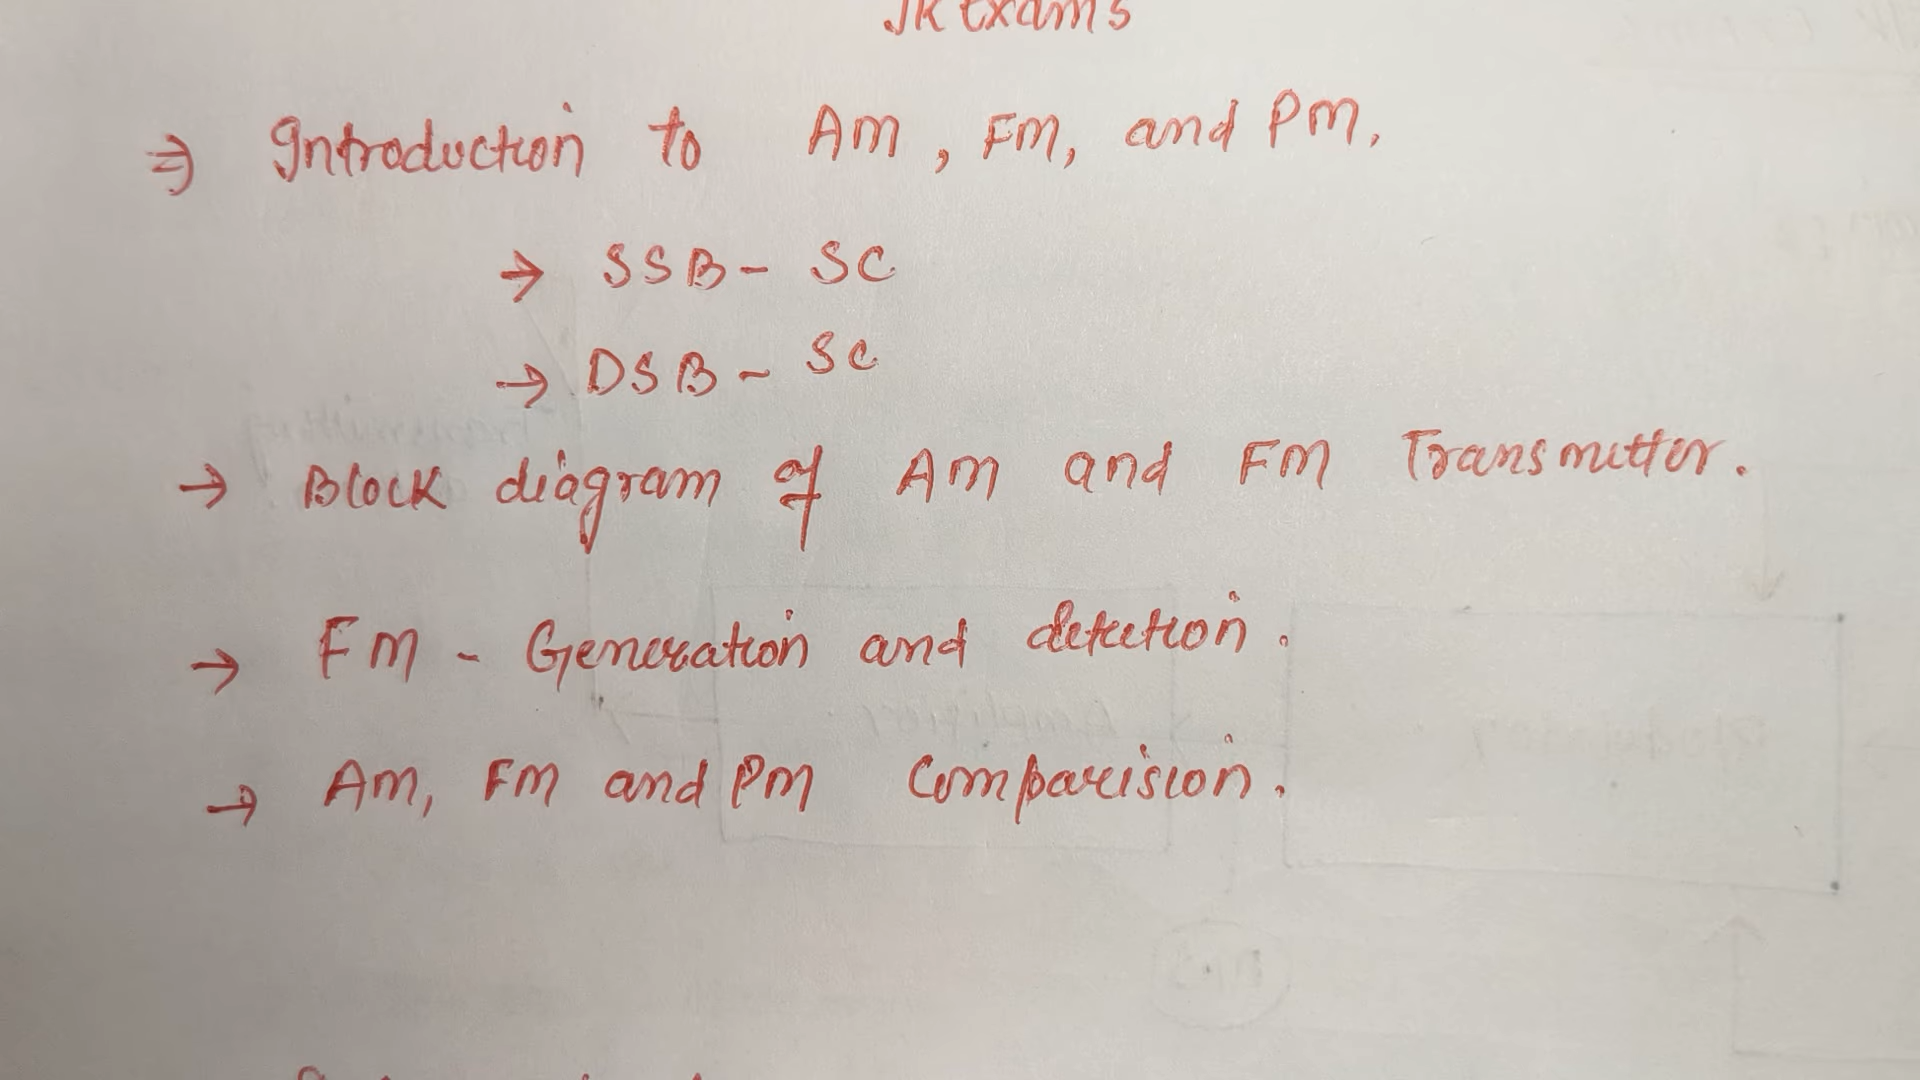 JK Exams
⇒ Introduction to Am, Fm, and Pm.
→ SSB - SC
→ DSB - SC
→ Block diagram of Am and Fm Transmitter.
→ Fm - Generation and detection.
→ Am, Fm and Pm Comparision.